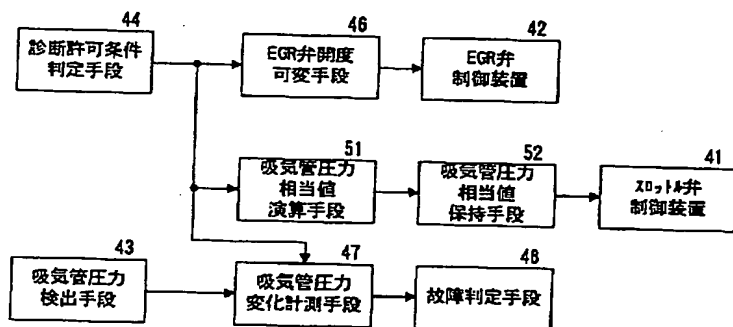 44
診断許可条件
判定手段
46
EGR弁開度
可変手段
42
EGR弁
制御装置
51
吸気管圧力
相当値
演算手段
52
吸気管圧力
相当値
保持手段
41
スロットル弁
制御装置
43
吸気管圧力
検出手段
47
吸気管圧力
変化計測手段
48
故障判定手段